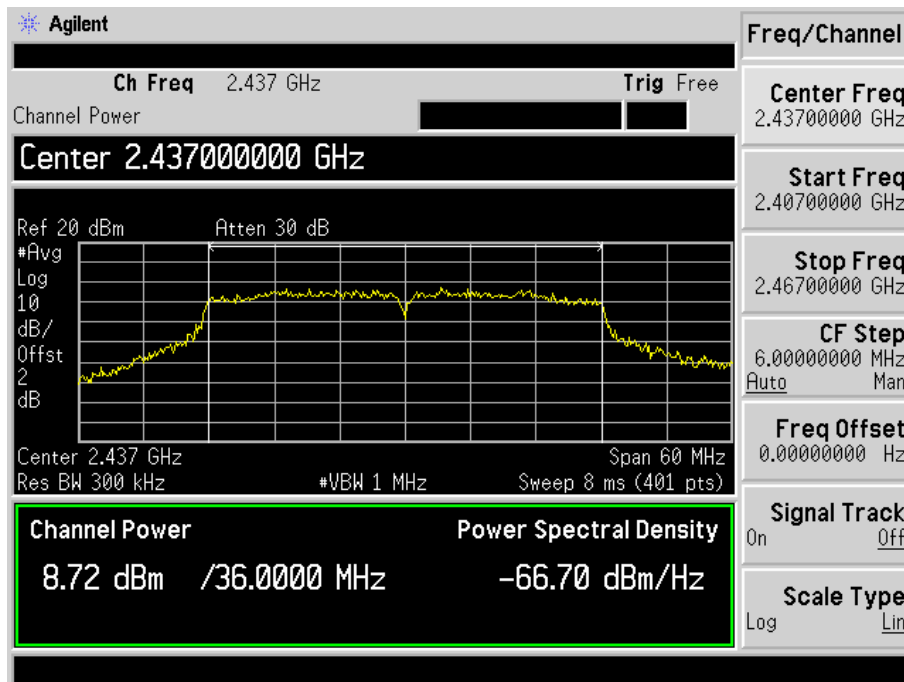 Agilent
Freq/Channel
Ch Freq 2.437 GHz Trig Free
Channel Power
Center 2.437000000 GHz
Ref 20 dBm Atten 30 dB
#Avg
Log
10
dB/
Offst
2
dB
Center 2.437 GHz Span 60 MHz
Res BW 300 kHz #VBW 1 MHz Sweep 8 ms (401 pts)
Channel Power Power Spectral Density
8.72 dBm /36.0000 MHz -66.70 dBm/Hz
Center Freq
2.43700000 GHz
Start Freq
2.40700000 GHz
Stop Freq
2.46700000 GHz
CF Step
6.00000000 MHz
Auto Man
Freq Offset
0.00000000 Hz
Signal Track
On Off
Scale Type
Log Lin